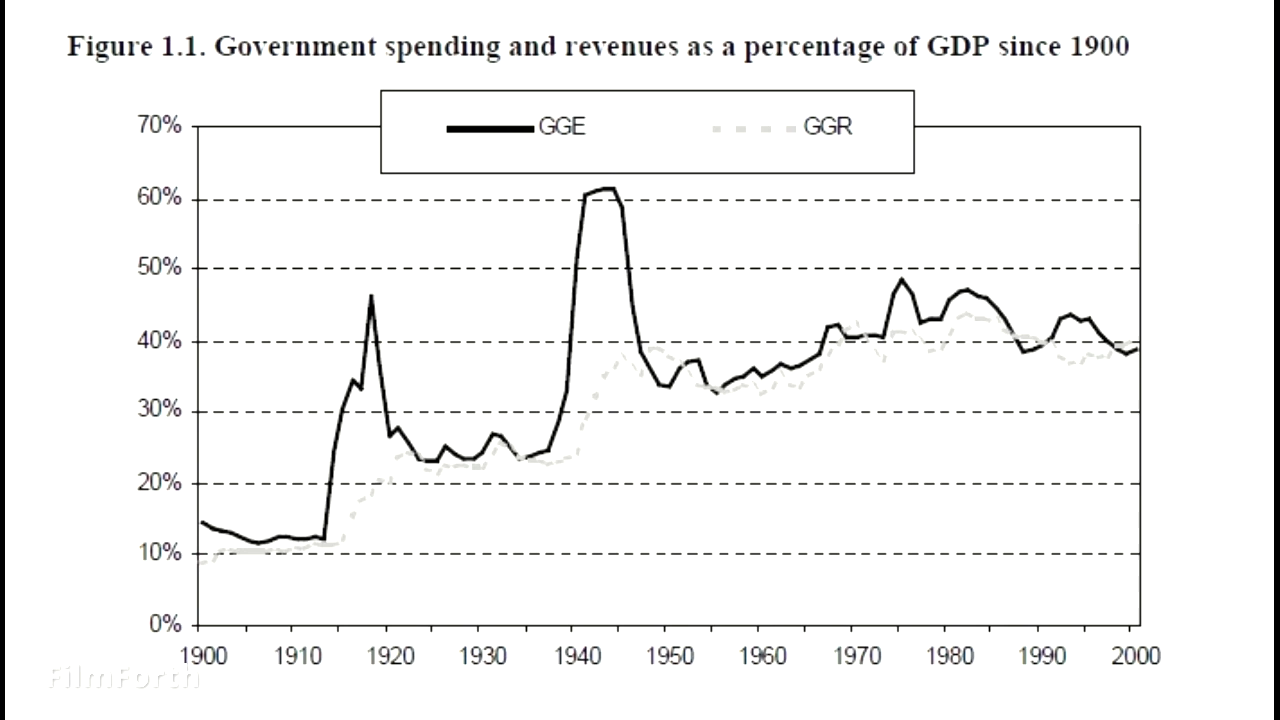 Figure 1.1. Government spending and revenues as a percentage of GDP since 1900
GGE GGR
70%
60%
50%
40%
30%
20%
10%
0%
1900 1910 1920 1930 1940 1950 1960 1970 1980 1990 2000
FilmForth